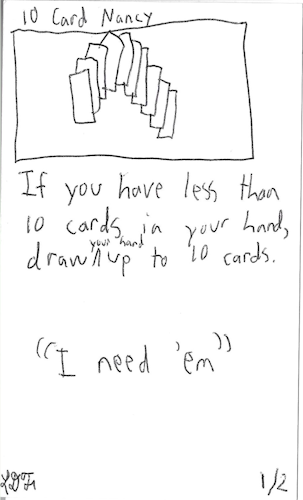 10 Card Nancy
If you have less than
10 cards in your hand,
draw your hand up to 10 cards.
"I need 'em"
1/2